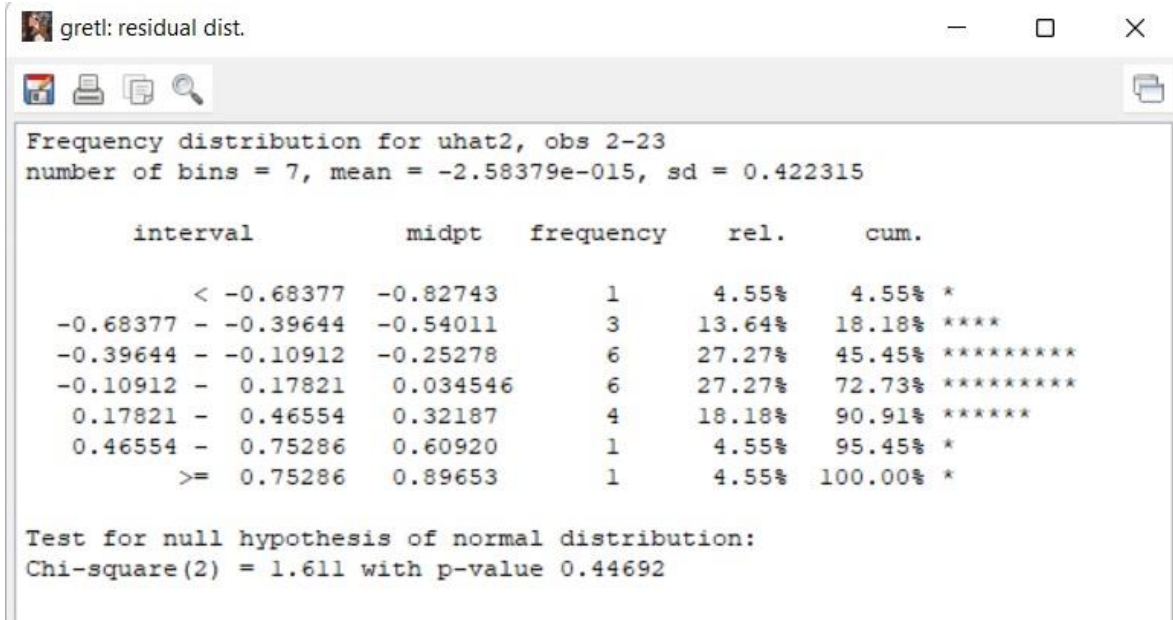 gretl: residual dist.
Frequency distribution for uhat2, obs 2-23
number of bins = 7, mean = -2.58379e-015, sd = 0.422315
interval midpt frequency rel. cum.
< -0.68377 -0.82743 1 4.55% 4.55% *
-0.68377 - -0.39644 -0.54011 3 13.64% 18.18% ****
-0.39644 - -0.10912 -0.25278 6 27.27% 45.45% *********
-0.10912 - 0.17821 0.034546 6 27.27% 72.73% *********
0.17821 - 0.46554 0.32187 4 18.18% 90.91% ******
0.46554 - 0.75286 0.60920 1 4.55% 95.45% *
>= 0.75286 0.89653 1 4.55% 100.00% *
Test for null hypothesis of normal distribution:
Chi-square(2) = 1.611 with p-value 0.44692